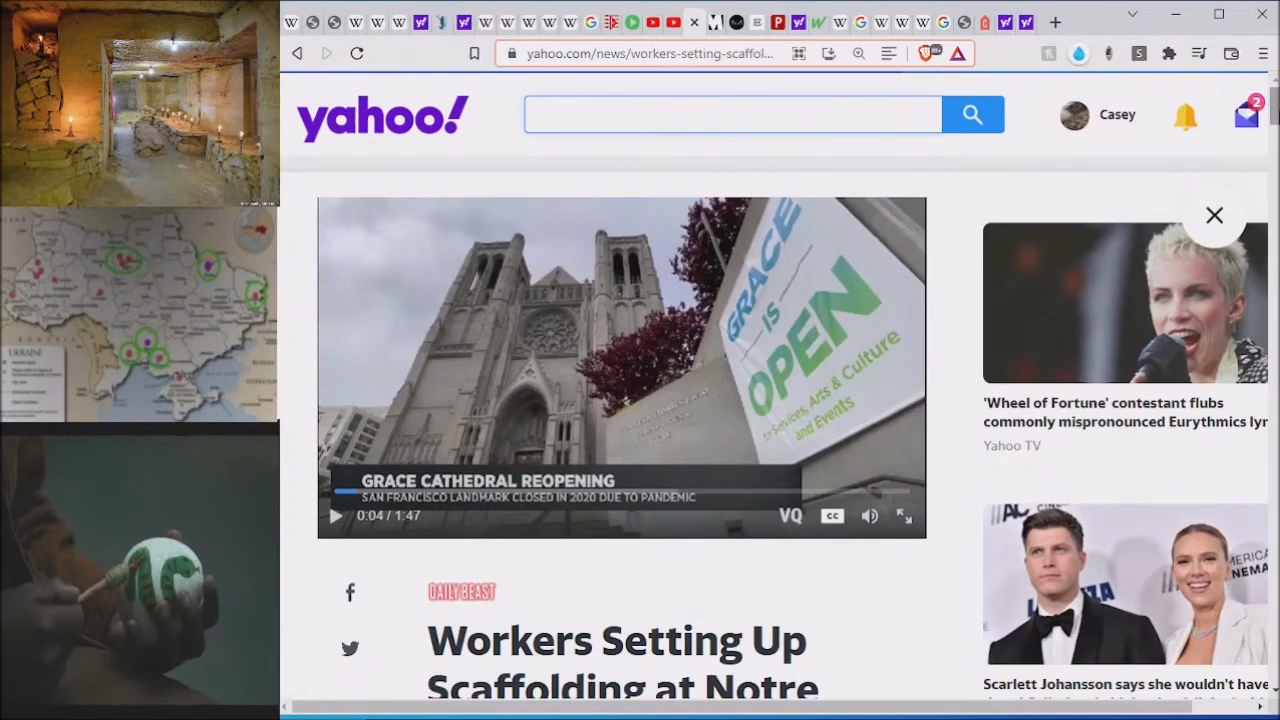 yahoo.com/news/workers-setting-scaffol...
99+
S
yahoo!
Casey
2
GRACE
IS
OPEN
for Services, Arts & Culture
and Events
GRACE CATHEDRAL REOPENING
SAN FRANCISCO LANDMARK CLOSED IN 2020 DUE TO PANDEMIC
0:04 / 1:47
VQ
CC
'Wheel of Fortune' contestant flubs
commonly mispronounced Eurythmics lyr
Yahoo TV
DAILY BEAST
Workers Setting Up
Scaffolding at Notre
Scarlett Johansson says she wouldn't have
UKRAINE